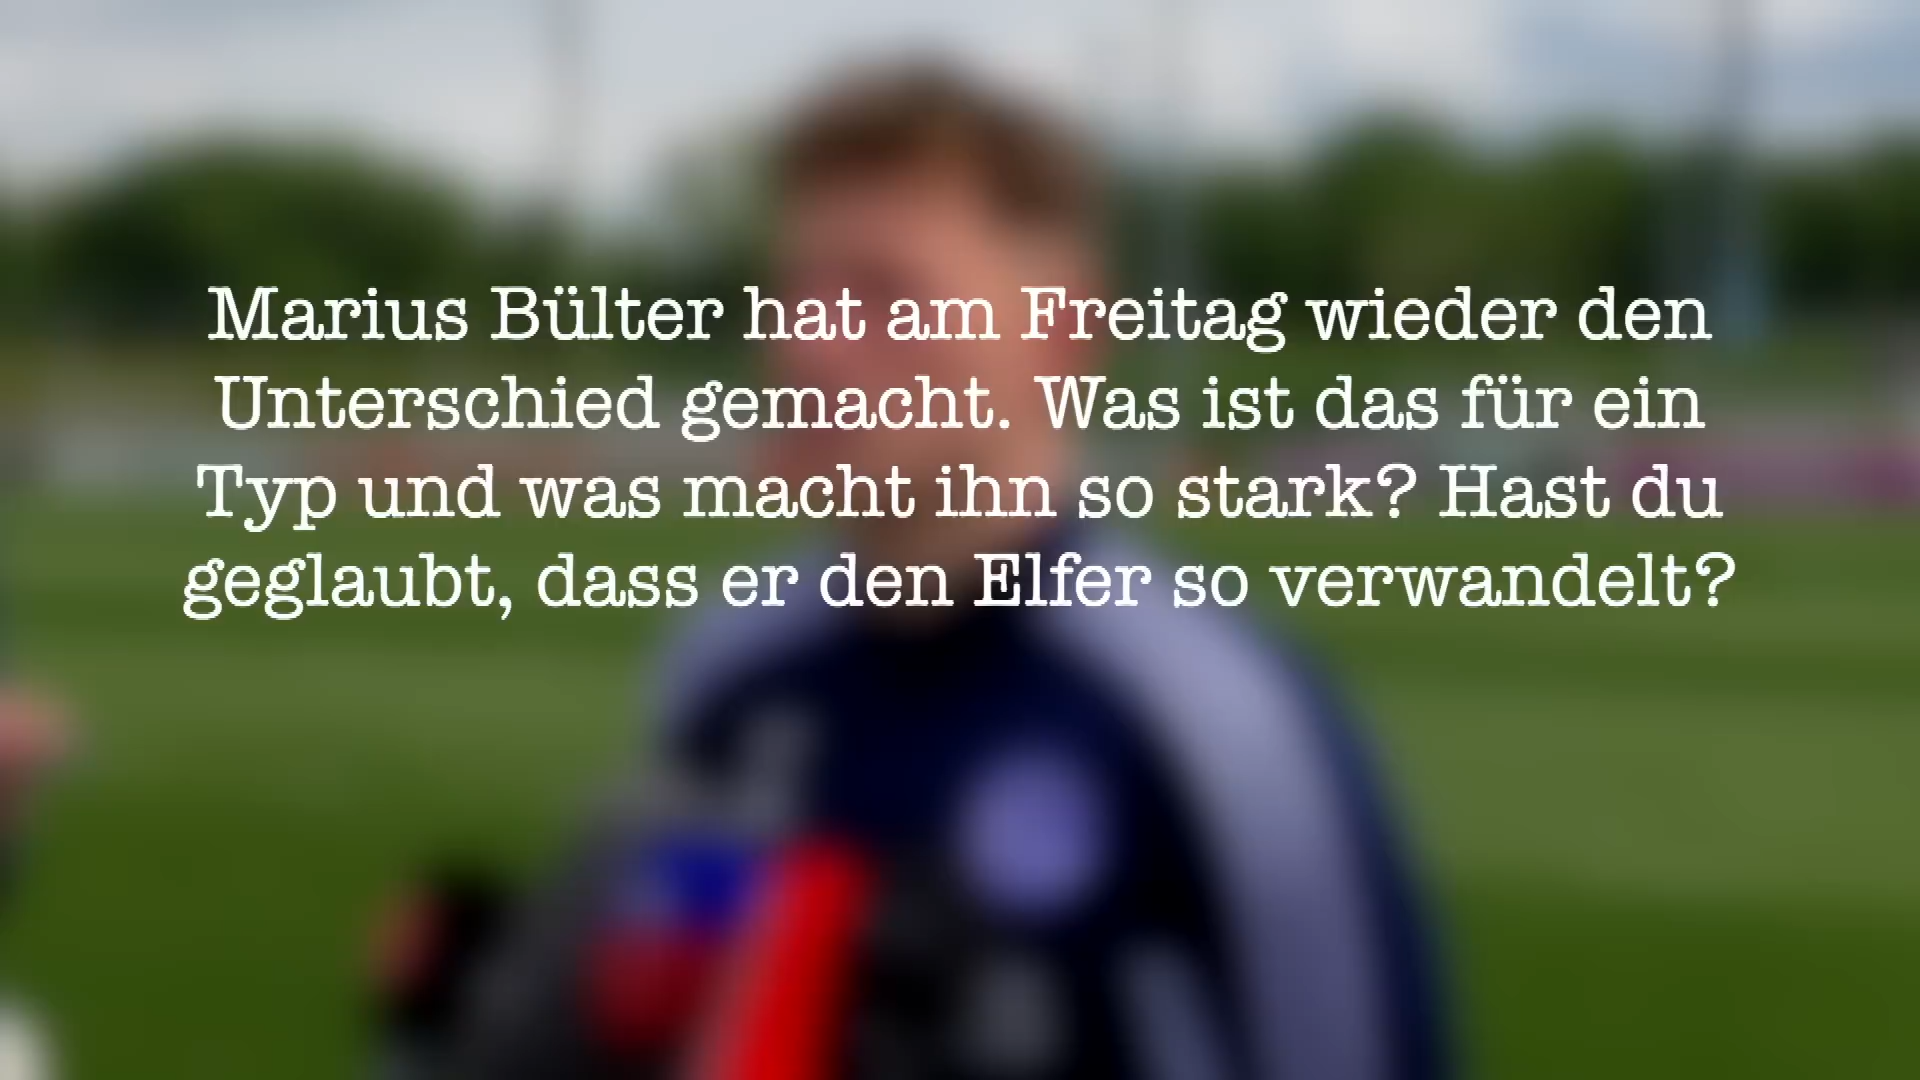 Marius Bülter hat am Freitag wieder den
Unterschied gemacht. Was ist das für ein
Typ und was macht ihn so stark? Hast du
geglaubt, dass er den Elfer so verwandelt?